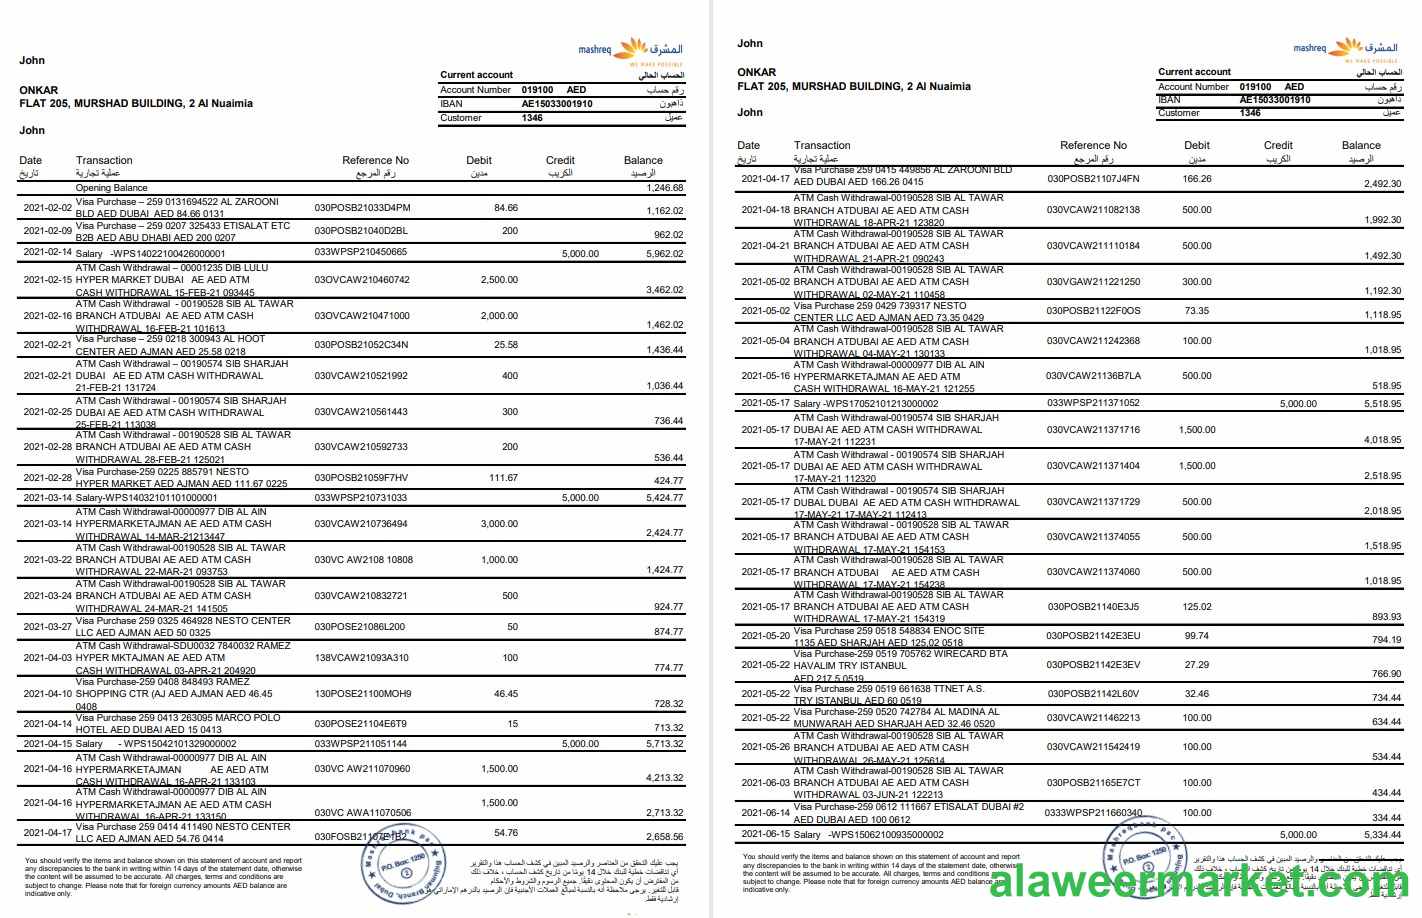 John
mashreq المشرق
WE MAKE POSSIBLE
Current account الحساب الحالي
ONKAR
Account Number 019100 AED رقم حساب
FLAT 205, MURSHAD BUILDING, 2 Al Nuaimia
IBAN AE15033001910 ذاهبون
Customer 1346 عميل
John
Date Transaction Reference No Debit Credit Balance
تاريخ عملية تجارية رقم المرجع مدين الكريب الرصيد
Opening Balance 1,246.68
2021-02-02 Visa Purchase – 259 0131694522 AL ZAROONI
BLD AED DUBAI AED 84.66 0131 030POSB21033D4PM 84.66 1,162.02
2021-02-09 Visa Purchase – 259 0207 325433 ETISALAT ETC
B2B AED ABU DHABI AED 200 0207 030POSB21040D2BL 200 962.02
2021-02-14 Salary -WPS14022100426000001 033WPSP210450665 5,000.00 5,962.02
ATM Cash Withdrawal – 00001235 DIB LULU
2021-02-15 HYPER MARKET DUBAI AE AED ATM 03OVCAW210460742 2,500.00
CASH WITHDRAWAL 15-FEB-21 093445 3,462.02
ATM Cash Withdrawal - 00190528 SIB AL TAWAR
2021-02-16 BRANCH ATDUBAI AE AED ATM CASH 03OVCAW210471000 2,000.00
WITHDRAWAL 16-FEB-21 101613 1,462.02
2021-02-21 Visa Purchase – 259 0218 300943 AL HOOT
CENTER AED AJMAN AED 25.58 0218 030POSB21052C34N 25.58 1,436.44
ATM Cash Withdrawal – 00190574 SIB SHARJAH
2021-02-21 DUBAI AE ED ATM CASH WITHDRAWAL 030VCAW210521992 400
21-FEB-21 131724 1,036.44
ATM Cash Withdrawal - 00190574 SIB SHARJAH
2021-02-25 DUBAI AE AED ATM CASH WITHDRAWAL 030VCAW210561443 300
25-FEB-21 113038 736.44
ATM Cash Withdrawal - 00190528 SIB AL TAWAR
2021-02-28 BRANCH ATDUBAI AE AED ATM CASH 030VCAW210592733 200
WITHDRAWAL 28-FEB-21 125021 536.44
2021-02-28 Visa Purchase-259 0225 885791 NESTO
HYPER MARKET AED AJMAN AED 111.67 0225 030POSB21059F7HV 111.67 424.77
2021-03-14 Salary-WPS14032101101000001 033WPSP210731033 5,000.00 5,424.77
ATM Cash Withdrawal-00000977 DIB AL AIN
2021-03-14 HYPERMARKETAJMAN AE AED ATM CASH 030VCAW210736494 3,000.00
WITHDRAWAL 14-MAR-21213447 2,424.77
ATM Cash Withdrawal-00190528 SIB AL TAWAR
2021-03-22 BRANCH ATDUBAI AE AED ATM CASH 030VC AW2108 10808 1,000.00
WITHDRAWAL 22-MAR-21 093753 1,424.77
ATM Cash Withdrawal-00190528 SIB AL TAWAR
2021-03-24 BRANCH ATDUBAI AE AED ATM CASH 030VCAW210832721 500
WITHDRAWAL 24-MAR-21 141505 924.77
2021-03-27 Visa Purchase 259 0325 464928 NESTO CENTER
LLC AED AJMAN AED 50 0325 030POSE21086L200 50 874.77
ATM Cash Withdrawal-SDU0032 7840032 RAMEZ
2021-04-03 HYPER MKTAJMAN AE AED ATM 138VCAW21093A310 100
CASH WITHDRAWAL 03-APR-21 204920 774.77
Visa Purchase-259 0408 848493 RAMEZ
2021-04-10 SHOPPING CTR (AJ AED AJMAN AED 46.45 130POSE21100MOH9 46.45
0408 728.32
2021-04-14 Visa Purchase 259 0413 263095 MARCO POLO
HOTEL AED DUBAI AED 15 0413 030POSE21104E6T9 15 713.32
2021-04-15 Salary - WPS15042101329000002 033WPSP211051144 5,000.00 5,713.32
ATM Cash Withdrawal-00000977 DIB AL AIN
2021-04-16 HYPERMARKETAJMAN AE AED ATM 030VC AW211070960 1,500.00
CASH WITHDRAWAL 16-APR-21 133103 4,213.32
ATM Cash Withdrawal-00000977 DIB AL AIN
2021-04-16 HYPERMARKETAJMAN AE AED ATM CASH 1,500.00
WITHDRAWAL 16-APR-21 133150 030VC AWA11070506 2,713.32
2021-04-17 Visa Purchase 259 0414 411490 NESTO CENTER
LLC AED AJMAN AED 54.76 0414 54.76 2,658.56
You should verify the items and balance shown on this statement of account and report
any discrepancies to the bank in writing within 14 days of the statement date, otherwise
the content will be assumed to be accurate. All charges, terms and conditions are
subject to change. Please note that for foreign currency amounts AED balance are
indicative only.
يجب عليك التحقق من العناصر والرصيد المبين في كشف الحساب هذا والتقرير
أي تناقضات خطية للبنك خلال 14 يومًا من تاريخ كشف الحساب ، خلاف ذلك
من المفترض أن يكون المحتوى دقيقًا. جميع الرسوم والشروط والأحكام
قابل للتغيير. يرجى ملاحظة أنه بالنسبة لمبالغ العملات الأجنبية فإن الرصيد بالدرهم الإماراتي هو
إرشادية فقط.
Mashreqbank psc
P.O. Box: 1250
John
mashreq المشرق
WE MAKE POSSIBLE
ONKAR
Current account الحساب الحالي
FLAT 205, MURSHAD BUILDING, 2 Al Nuaimia
Account Number 019100 AED رقم حساب
IBAN AE15033001910 ذاهبون
John
Customer 1346 عميل
Date Transaction Reference No Debit Credit Balance
تاريخ عملية تجارية رقم المرجع مدين الكريب الرصيد
2021-04-17 Visa Purchase 259 0415 449856 AL ZAROONI BLD
AED DUBAI AED 166.26 0415 030POSB21107J4FN 166.26 2,492.30
ATM Cash Withdrawal-00190528 SIB AL TAWAR
2021-04-18 BRANCH ATDUBAI AE AED ATM CASH 030VCAW211082138 500.00
WITHDRAWAL 18-APR-21 123820 1,992.30
ATM Cash Withdrawal-00190528 SIB AL TAWAR
2021-04-21 BRANCH ATDUBAI AE AED ATM CASH 030VCAW211110184 500.00
WITHDRAWAL 21-APR-21 090243 1,492.30
ATM Cash Withdrawal-00190528 SIB AL TAWAR
2021-05-02 BRANCH ATDUBAI AE AED ATM CASH 030VGAW211221250 300.00
WITHDRAWAL 02-MAY-21 110458 1,192.30
2021-05-02 Visa Purchase 259 0429 739317 NESTO
CENTER LLC AED AJMAN AED 73.35 0429 030POSB21122F0OS 73.35 1,118.95
ATM Cash Withdrawal-00190528 SIB AL TAWAR
2021-05-04 BRANCH ATDUBAI AE AED ATM CASH 030VCAW211242368 100.00
WITHDRAWAL 04-MAY-21 130133 1,018.95
ATM Cash Withdrawal-00000977 DIB AL AIN
2021-05-16 HYPERMARKETAJMAN AE AED ATM 030VCAW21136B7LA 500.00
CASH WITHDRAWAL 16-MAY-21 121255 518.95
2021-05-17 Salary -WPS17052101213000002 033WPSP211371052 5,000.00 5,518.95
ATM Cash Withdrawal-00190574 SIB SHARJAH
2021-05-17 DUBAI AE AED ATM CASH WITHDRAWAL 030VCAW211371716 1,500.00
17-MAY-21 112231 4,018.95
ATM Cash Withdrawal - 00190574 SIB SHARJAH
2021-05-17 DUBAI AE AED ATM CASH WITHDRAWAL 030VCAW211371404 1,500.00
17-MAY-21 112320 2,518.95
ATM Cash Withdrawal - 00190574 SIB SHARJAH
2021-05-17 DUBAL DUBAI AE AED ATM CASH WITHDRAWAL 030VCAW211371729 500.00
17-MAY-21 17-MAY-21 112413 2,018.95
ATM Cash Withdrawal - 00190528 SIB AL TAWAR
2021-05-17 BRANCH ATDUBAI AE AED ATM CASH 030VCAW211374055 500.00
WITHDRAWAL 17-MAY-21 154153 1,518.95
ATM Cash Withdrawal-00190528 SIB AL TAWAR
2021-05-17 BRANCH ATDUBAI AE AED ATM CASH 030VCAW211374060 500.00
WITHDRAWAL 17-MAY-21 154238 1,018.95
ATM Cash Withdrawal-00190528 SIB AL TAWAR
2021-05-17 BRANCH ATDUBAI AE AED ATM CASH 030POSB21140E3J5 125.02
WITHDRAWAL 17-MAY-21 154319 893.93
2021-05-20 Visa Purchase 259 0518 548834 ENOC SITE
1135 AED SHARJAH AED 125.02 0518 030POSB21142E3EU 99.74 794.19
Visa Purchase-259 0519 705762 WIRECARD BTA
2021-05-22 HAVALIM TRY ISTANBUL 030POSB21142E3EV 27.29
AED 217.5 0519 766.90
2021-05-22 Visa Purchase 259 0519 661638 TTNET A.S.
TRY ISTANBUL AED 60 0519 030POSB21142L60V 32.46 734.44
2021-05-22 Visa Purchase-259 0520 742784 AL MADINA AL
MUNWARAH AED SHARJAH AED 32.46 0520 030VCAW211462213 100.00 634.44
ATM Cash Withdrawal-00190528 SIB AL TAWAR
2021-05-26 BRANCH ATDUBAI AE AED ATM CASH 030VCAW211542419 100.00
WITHDRAWAL 26-MAY-21 125614 534.44
ATM Cash Withdrawal-00190528 SIB AL TAWAR
2021-06-03 BRANCH ATDUBAI AE AED ATM CASH 030POSB21165E7CT 100.00
WITHDRAWAL 03-JUN-21 122213 434.44
2021-06-14 Visa Purchase-259 0612 111667 ETISALAT DUBAI #2
AED DUBAI AED 100 0612 0333WPSP211660340 100.00 334.44
2021-06-15 Salary -WPS15062100935000002 5,000.00 5,334.44
You should verify the items and balance shown on this statement of account and report
any discrepancies to the bank in writing within 14 days of the statement date, otherwise
the content will be assumed to be accurate. All charges, terms and conditions are
subject to change. Please note that for foreign currency amounts AED balance are
indicative only.
P.O. Box: 1250
alaweermarket.com